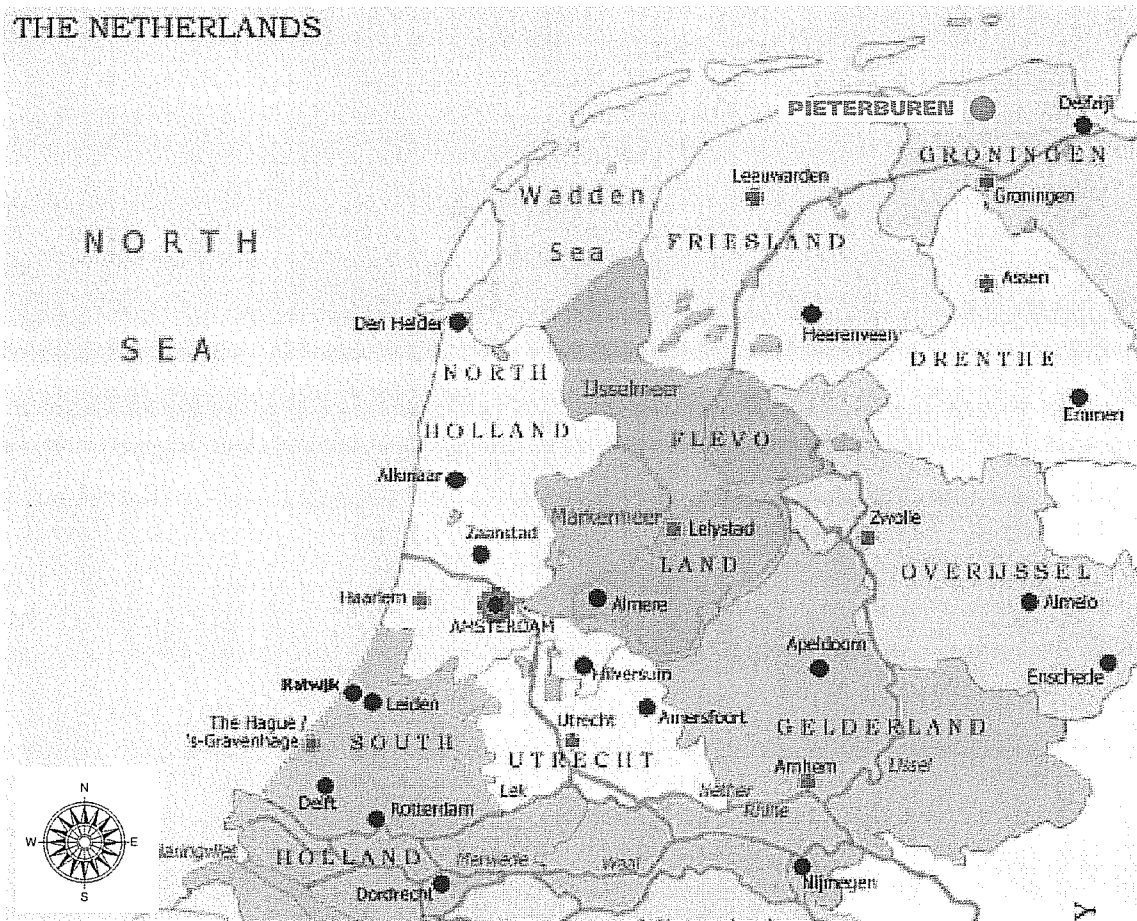 THE NETHERLANDS
PIETERBUREN
Delfzijl
GRONINGEN
Leeuwarden
Groningen
Wadden
Sea
NORTH
SEA
FRIESLAND
Assen
Den Helder
Heerenveen
DRENTHE
NORTH
HOLLAND
IJsselmeer
Emmen
FLEVO
LAND
Alkmaar
Markermeer
Lelystad
Zwolle
Zaanstad
OVERIJSSEL
Haarlem
AMSTERDAM
Almere
Almelo
Apeldoorn
Hilversum
Enschede
Katwijk
Leiden
Amersfoort
The Hague /
's-Gravenhage
SOUTH
HOLLAND
Utrecht
UTRECHT
GELDERLAND
Arnhem
IJssel
Lek
Nether
Rhine
Delft
Rotterdam
N
W
E
S
Haringvliet
Merwede
Waal
Dordrecht
Nijmegen
Y